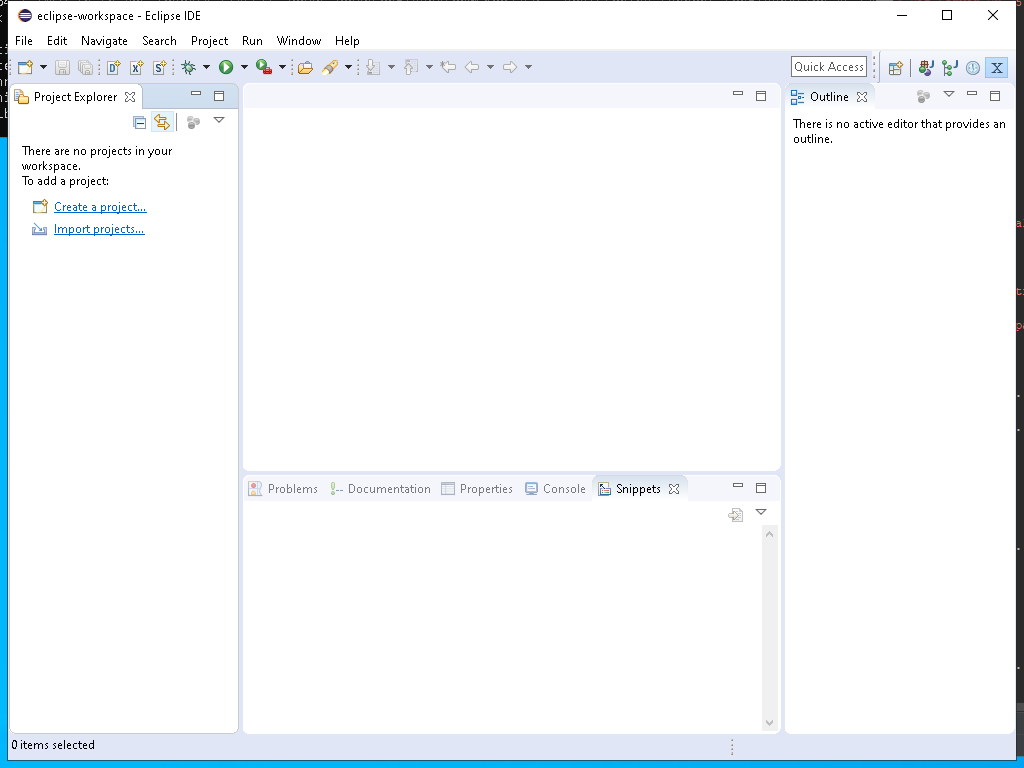 eclipse-workspace - Eclipse IDE
File Edit Navigate Search Project Run Window Help
Quick Access
Project Explorer
Outline
There are no projects in your
workspace.
To add a project:
Create a project...
Import projects...
There is no active editor that provides an
outline.
Problems Documentation Properties Console Snippets
0 items selected